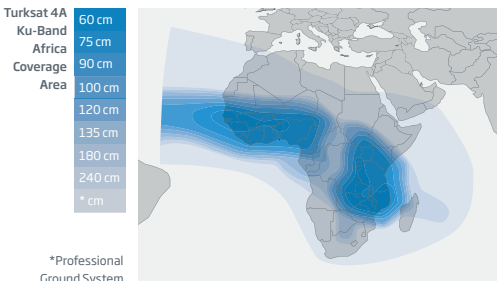 Turksat 4A
Ku-Band
Africa
Coverage
Area
60 cm
75 cm
90 cm
100 cm
120 cm
135 cm
180 cm
240 cm
* cm
*Professional
Ground System